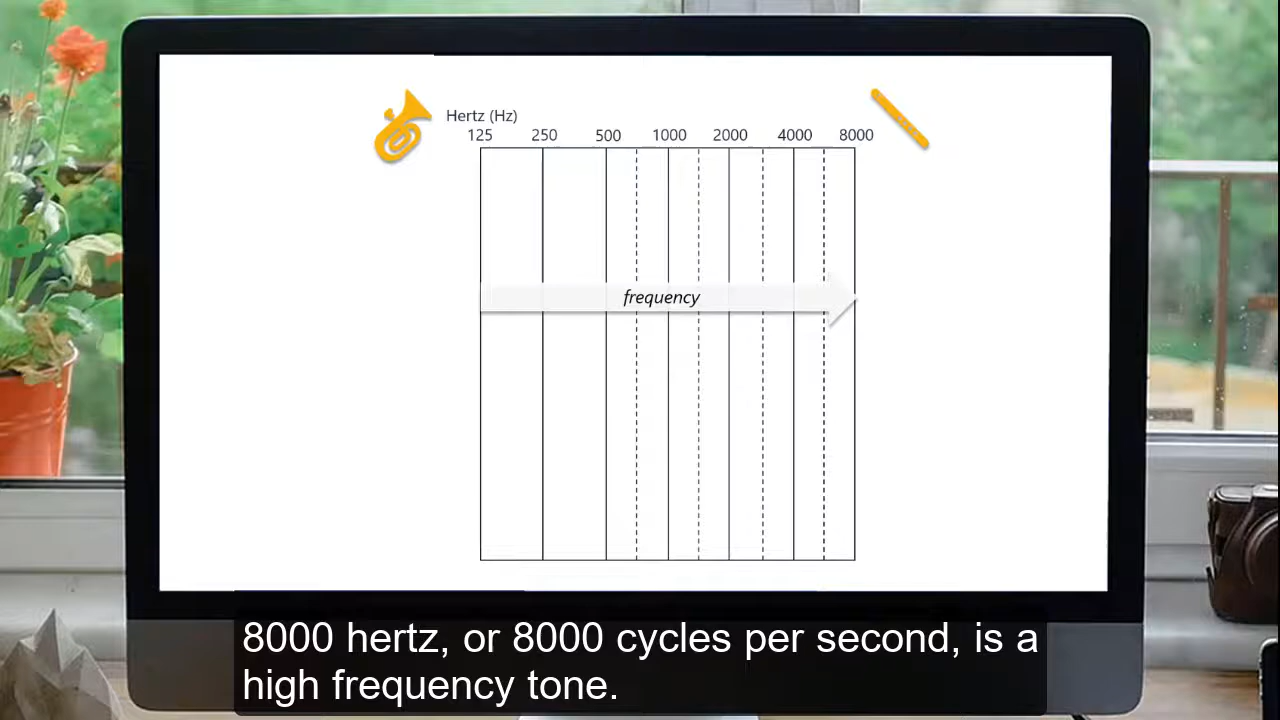 Hertz (Hz)
125 250 500 1000 2000 4000 8000
frequency
8000 hertz, or 8000 cycles per second, is a
high frequency tone.